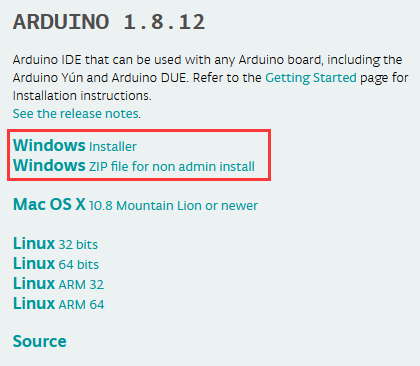 ARDUINO 1.8.12
Arduino IDE that can be used with any Arduino board, including the
Arduino Yún and Arduino DUE. Refer to the Getting Started page for
Installation instructions.
See the release notes.
Windows Installer
Windows ZIP file for non admin install
Mac OS X 10.8 Mountain Lion or newer
Linux 32 bits
Linux 64 bits
Linux ARM 32
Linux ARM 64
Source